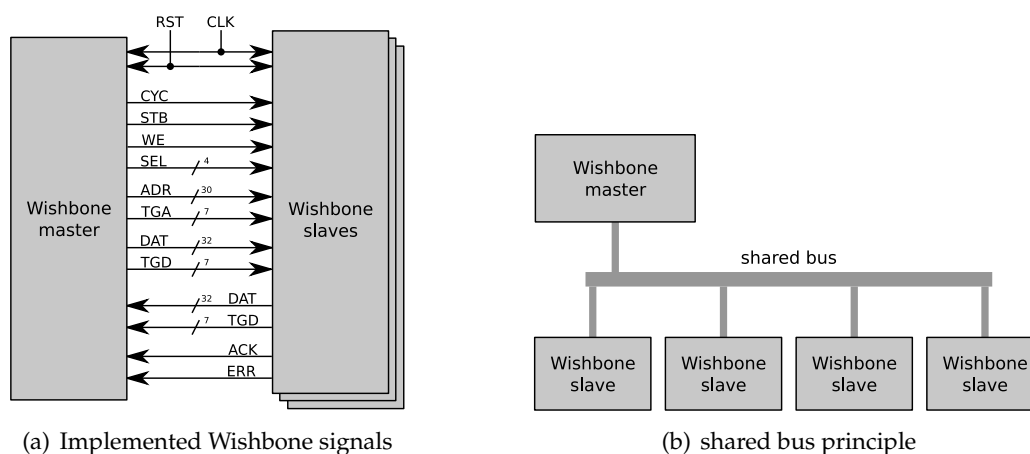 RST CLK
CYC
STB
WE
SEL 4
ADR 30
TGA 7
DAT 32
TGD 7
32 DAT
7 TGD
ACK
ERR
Wishbone
master
Wishbone
slaves
(a) Implemented Wishbone signals
Wishbone
master
shared bus
Wishbone
slave
Wishbone
slave
Wishbone
slave
Wishbone
slave
(b) shared bus principle